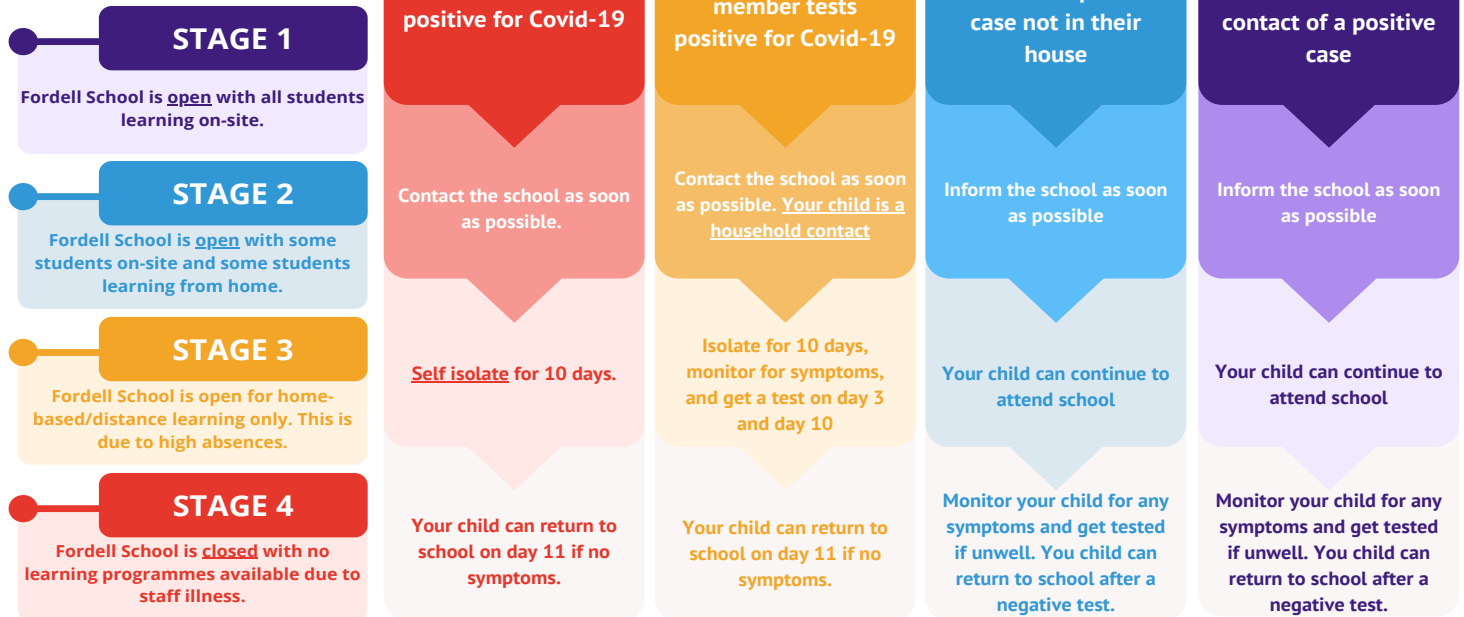 STAGE 1
Fordell School is open with all students
learning on-site.
STAGE 2
Fordell School is open with some
students on-site and some students
learning from home.
STAGE 3
Fordell School is open for home-
based/distance learning only. This is
due to high absences.
STAGE 4
Fordell School is closed with no
learning programmes available due to
staff illness.
positive for Covid-19
Contact the school as soon
as possible.
Self isolate for 10 days.
Your child can return to
school on day 11 if no
symptoms.
member tests
positive for Covid-19
Contact the school as soon
as possible. Your child is a
household contact
Isolate for 10 days,
monitor for symptoms,
and get a test on day 3
and day 10
Your child can return to
school on day 11 if no
symptoms.
case not in their
house
Inform the school as soon
as possible
Your child can continue to
attend school
Monitor your child for any
symptoms and get tested
if unwell. You child can
return to school after a
negative test.
contact of a positive
case
Inform the school as soon
as possible
Your child can continue to
attend school
Monitor your child for any
symptoms and get tested
if unwell. You child can
return to school after a
negative test.